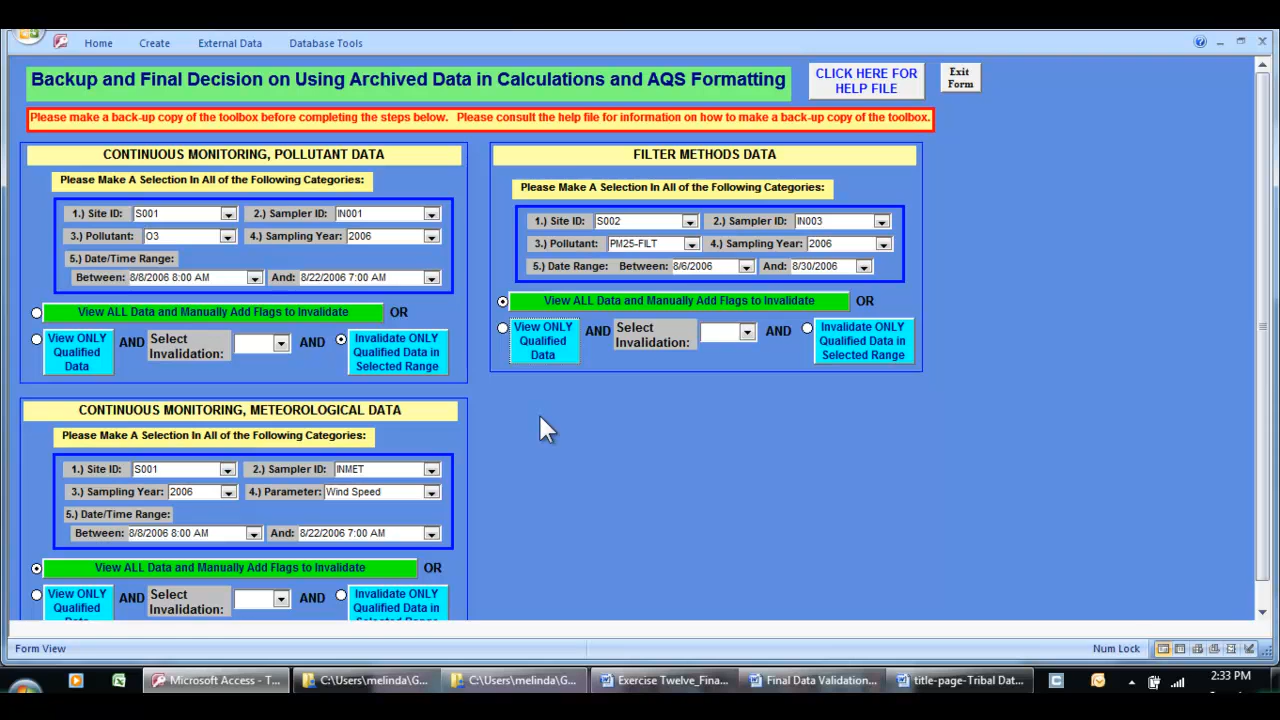 Home Create External Data Database Tools
Backup and Final Decision on Using Archived Data in Calculations and AQS Formatting
CLICK HERE FOR
HELP FILE
Exit
Form
Please make a back-up copy of the toolbox before completing the steps below. Please consult the help file for information on how to make a back-up copy of the toolbox.
CONTINUOUS MONITORING, POLLUTANT DATA
Please Make A Selection In All of the Following Categories:
1.) Site ID: S001 2.) Sampler ID: IN001
3.) Pollutant: O3 4.) Sampling Year: 2006
5.) Date/Time Range:
Between: 8/8/2006 8:00 AM And: 8/22/2006 7:00 AM
View ALL Data and Manually Add Flags to Invalidate OR
View ONLY
Qualified
Data
AND
Select
Invalidation:
AND
Invalidate ONLY
Qualified Data in
Selected Range
FILTER METHODS DATA
Please Make A Selection In All of the Following Categories:
1.) Site ID: S002 2.) Sampler ID: IN003
3.) Pollutant: PM25-FILT 4.) Sampling Year: 2006
5.) Date Range: Between: 8/6/2006 And: 8/30/2006
View ALL Data and Manually Add Flags to Invalidate OR
View ONLY
Qualified
Data
AND
Select
Invalidation:
AND
Invalidate ONLY
Qualified Data in
Selected Range
CONTINUOUS MONITORING, METEOROLOGICAL DATA
Please Make A Selection In All of the Following Categories:
1.) Site ID: S001 2.) Sampler ID: INMET
3.) Sampling Year: 2006 4.) Parameter: Wind Speed
5.) Date/Time Range:
Between: 8/8/2006 8:00 AM And: 8/22/2006 7:00 AM
View ALL Data and Manually Add Flags to Invalidate OR
View ONLY
Qualified
AND
Select
Invalidation:
AND
Invalidate ONLY
Qualified Data in
Form View Num Lock
Microsoft Access - T... C:\Users\melinda\G... C:\Users\melinda\G... Exercise Twelve_Fina... Final Data Validation... title-page-Tribal Dat... 2:33 PM